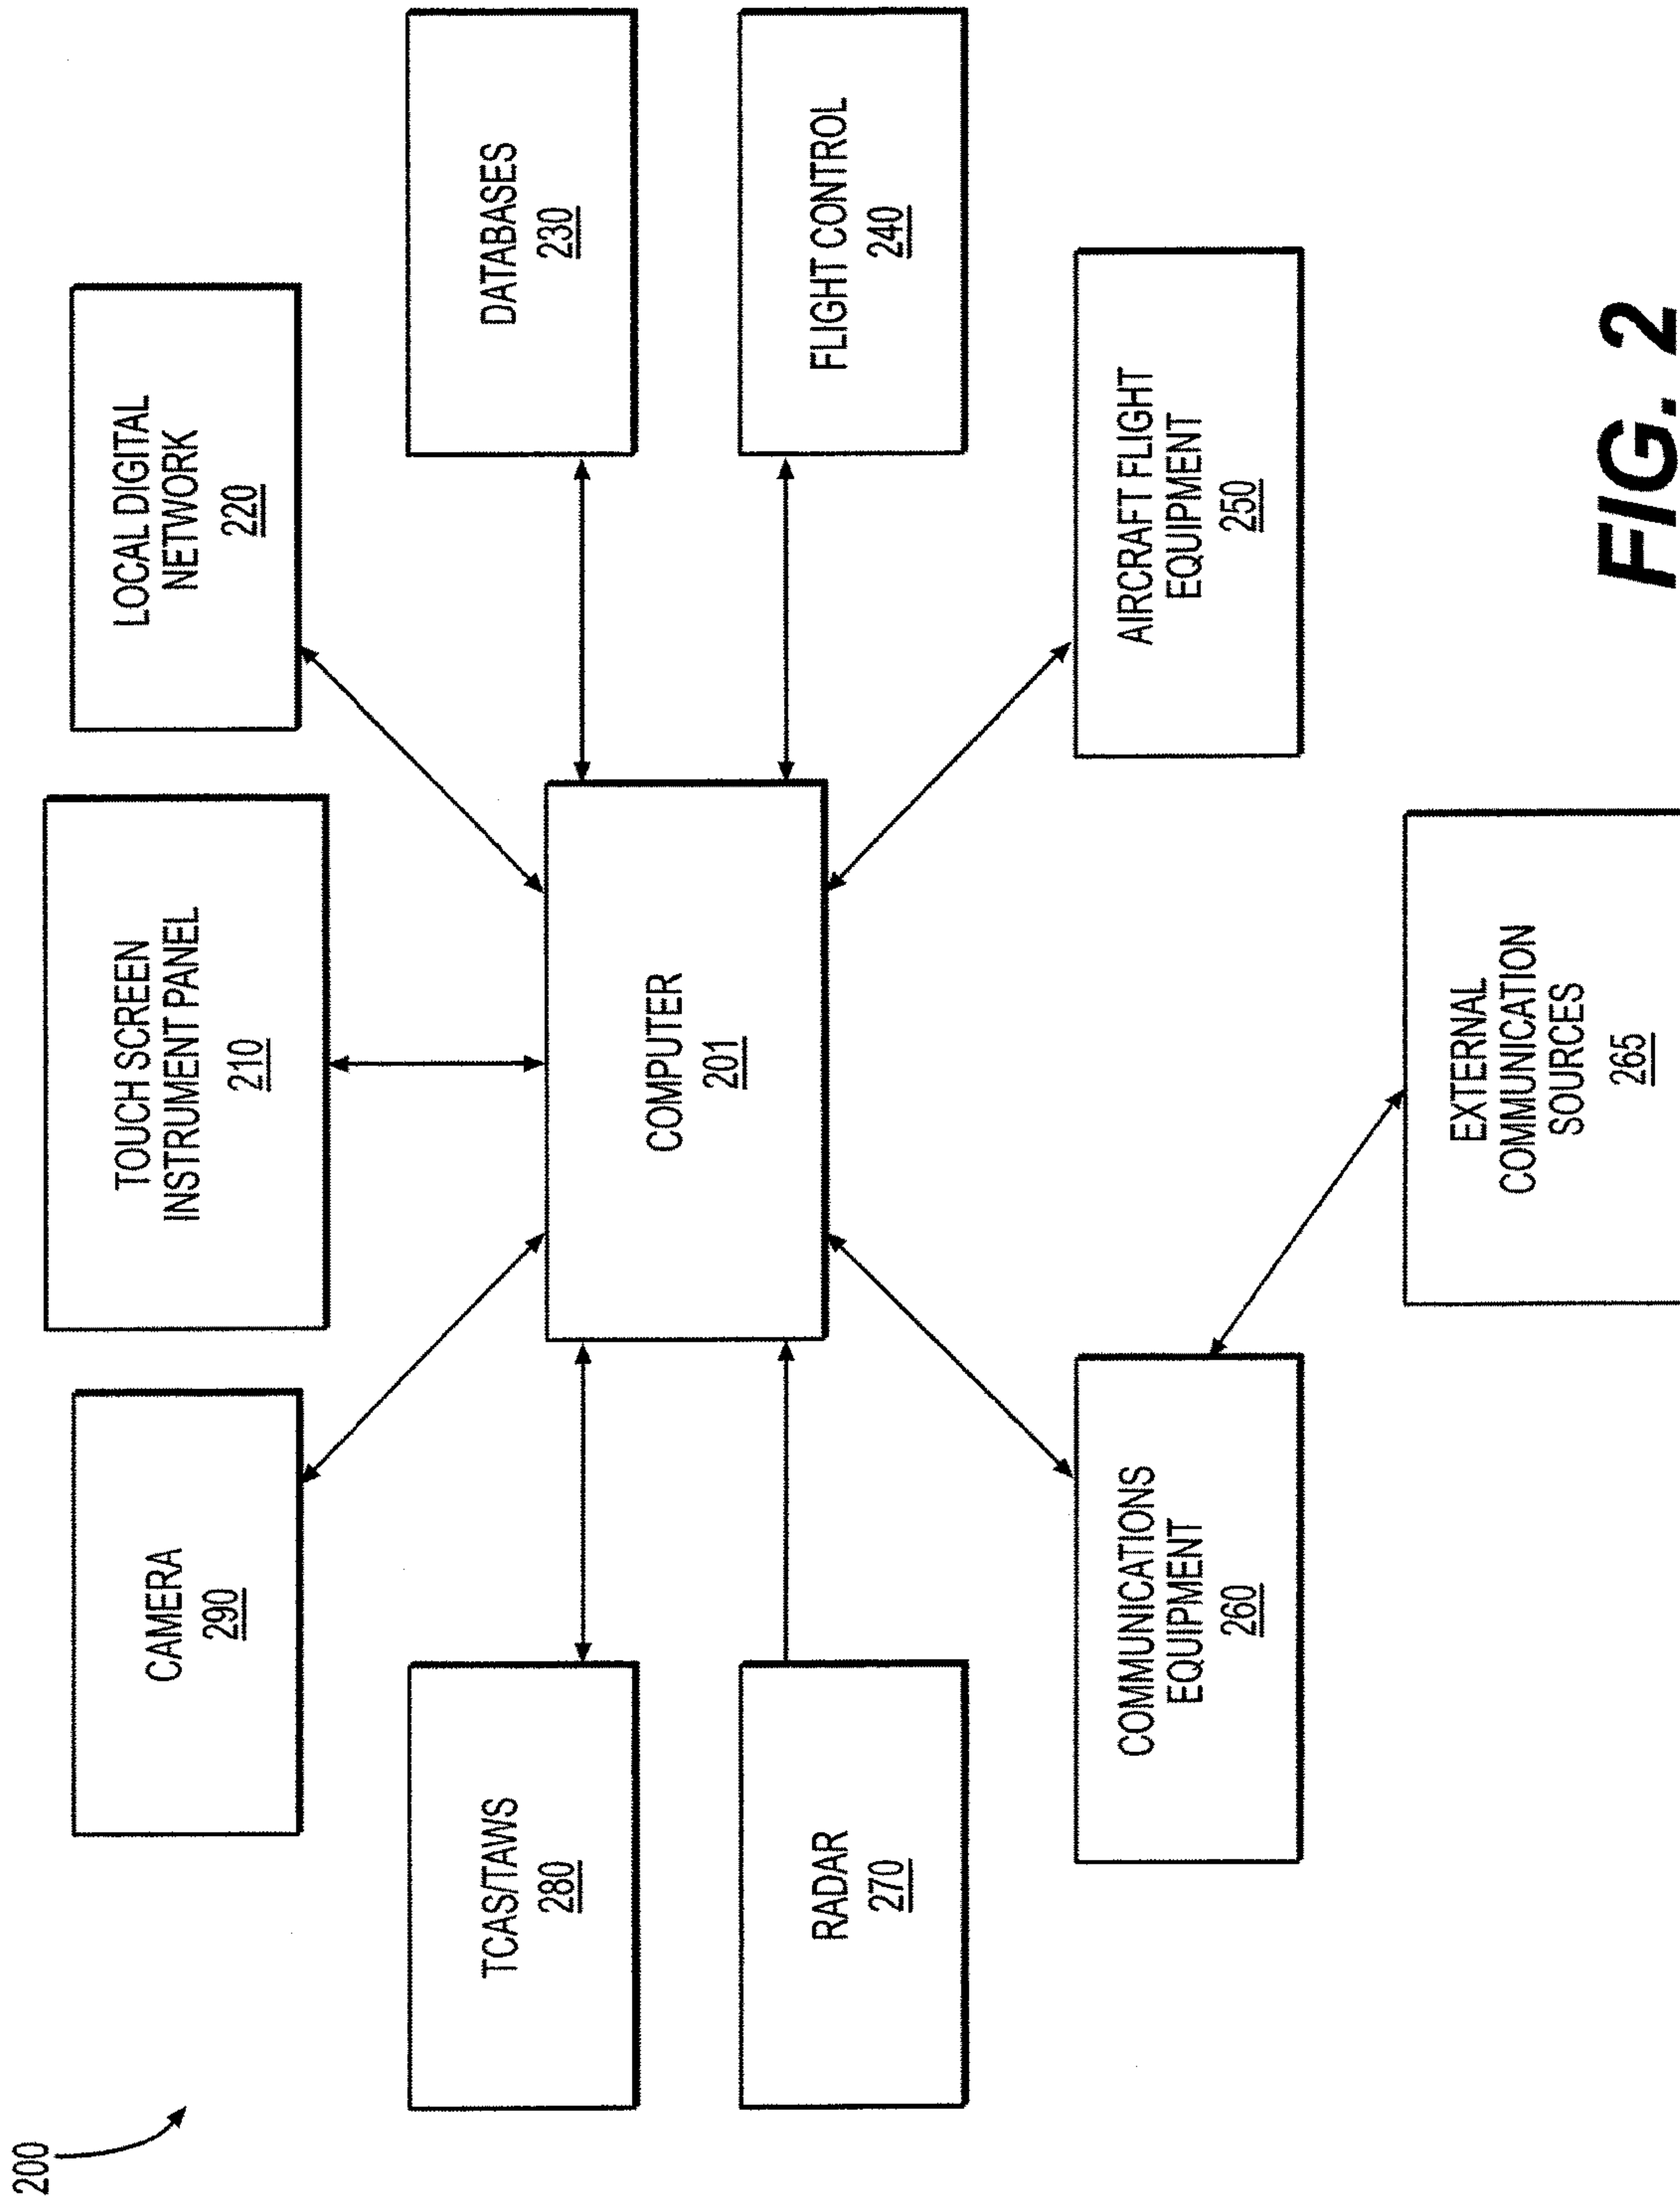 200
CAMERA
290
TOUCH SCREEN
INSTRUMENT PANEL
210
LOCAL DIGITAL
NETWORK
220
TCAS/TAWS
280
DATABASES
230
COMPUTER
201
RADAR
270
FLIGHT CONTROL
240
COMMUNICATIONS
EQUIPMENT
260
AIRCRAFT FLIGHT
EQUIPMENT
250
EXTERNAL
COMMUNICATION
SOURCES
265
FIG. 2